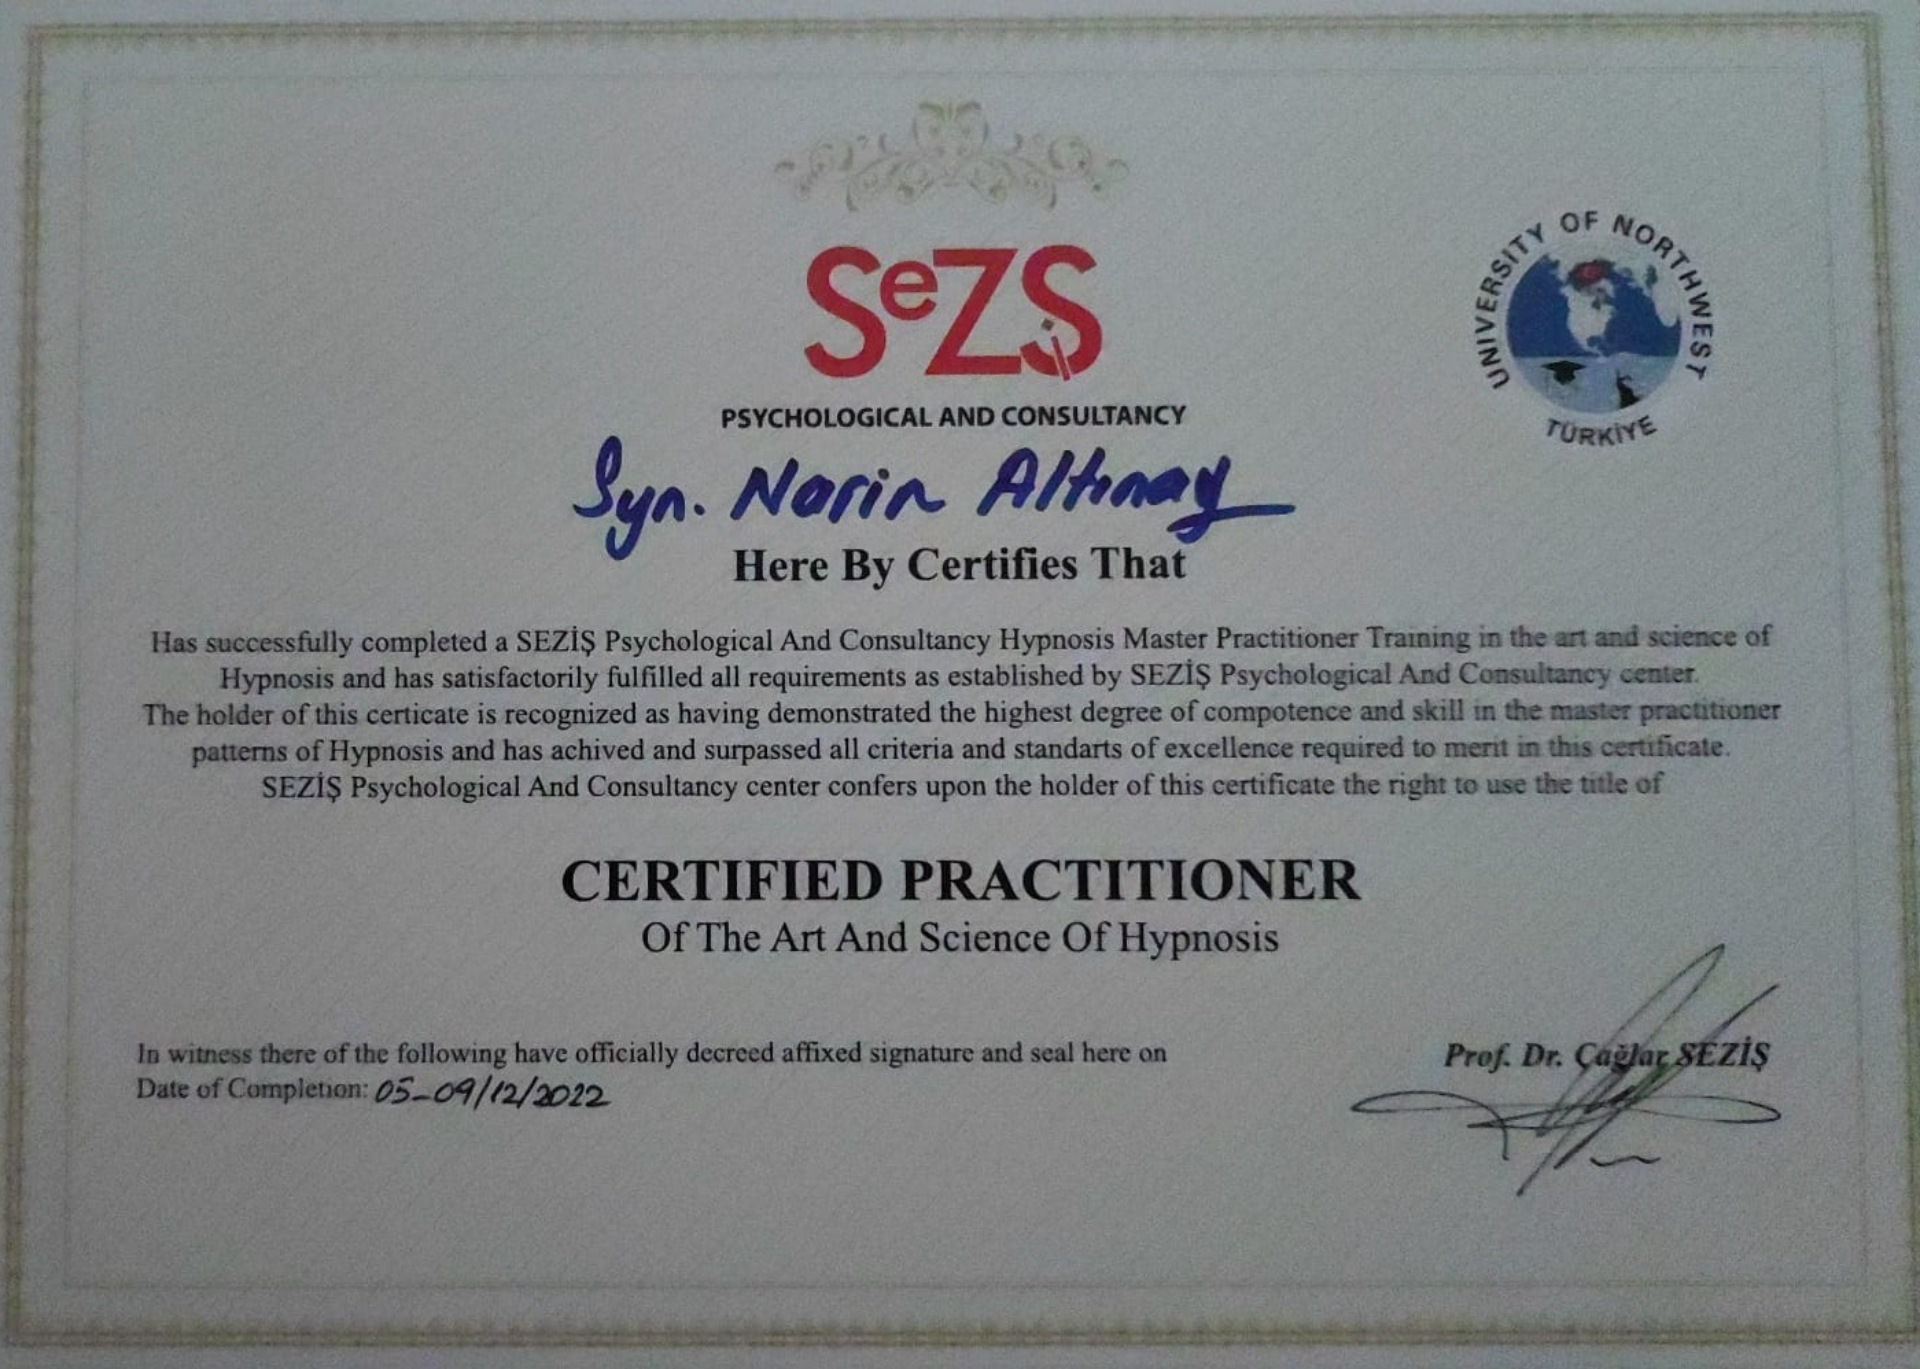 SeZŞ
PSYCHOLOGICAL AND CONSULTANCY
UNIVERSITY OF NORTHWEST
TÜRKİYE
Syn. Narin Altınay
Here By Certifies That
Has successfully completed a SEZİŞ Psychological And Consultancy Hypnosis Master Practitioner Training in the art and science of
Hypnosis and has satisfactorily fulfilled all requirements as established by SEZİŞ Psychological And Consultancy center.
The holder of this certicate is recognized as having demonstrated the highest degree of compotence and skill in the master practitioner
patterns of Hypnosis and has achived and surpassed all criteria and standarts of excellence required to merit in this certificate.
SEZİŞ Psychological And Consultancy center confers upon the holder of this certificate the right to use the title of
CERTIFIED PRACTITIONER
Of The Art And Science Of Hypnosis
In witness there of the following have officially decreed affixed signature and seal here on
Date of Completion: 05-09/12/2022
Prof. Dr. Çağlar SEZİŞ